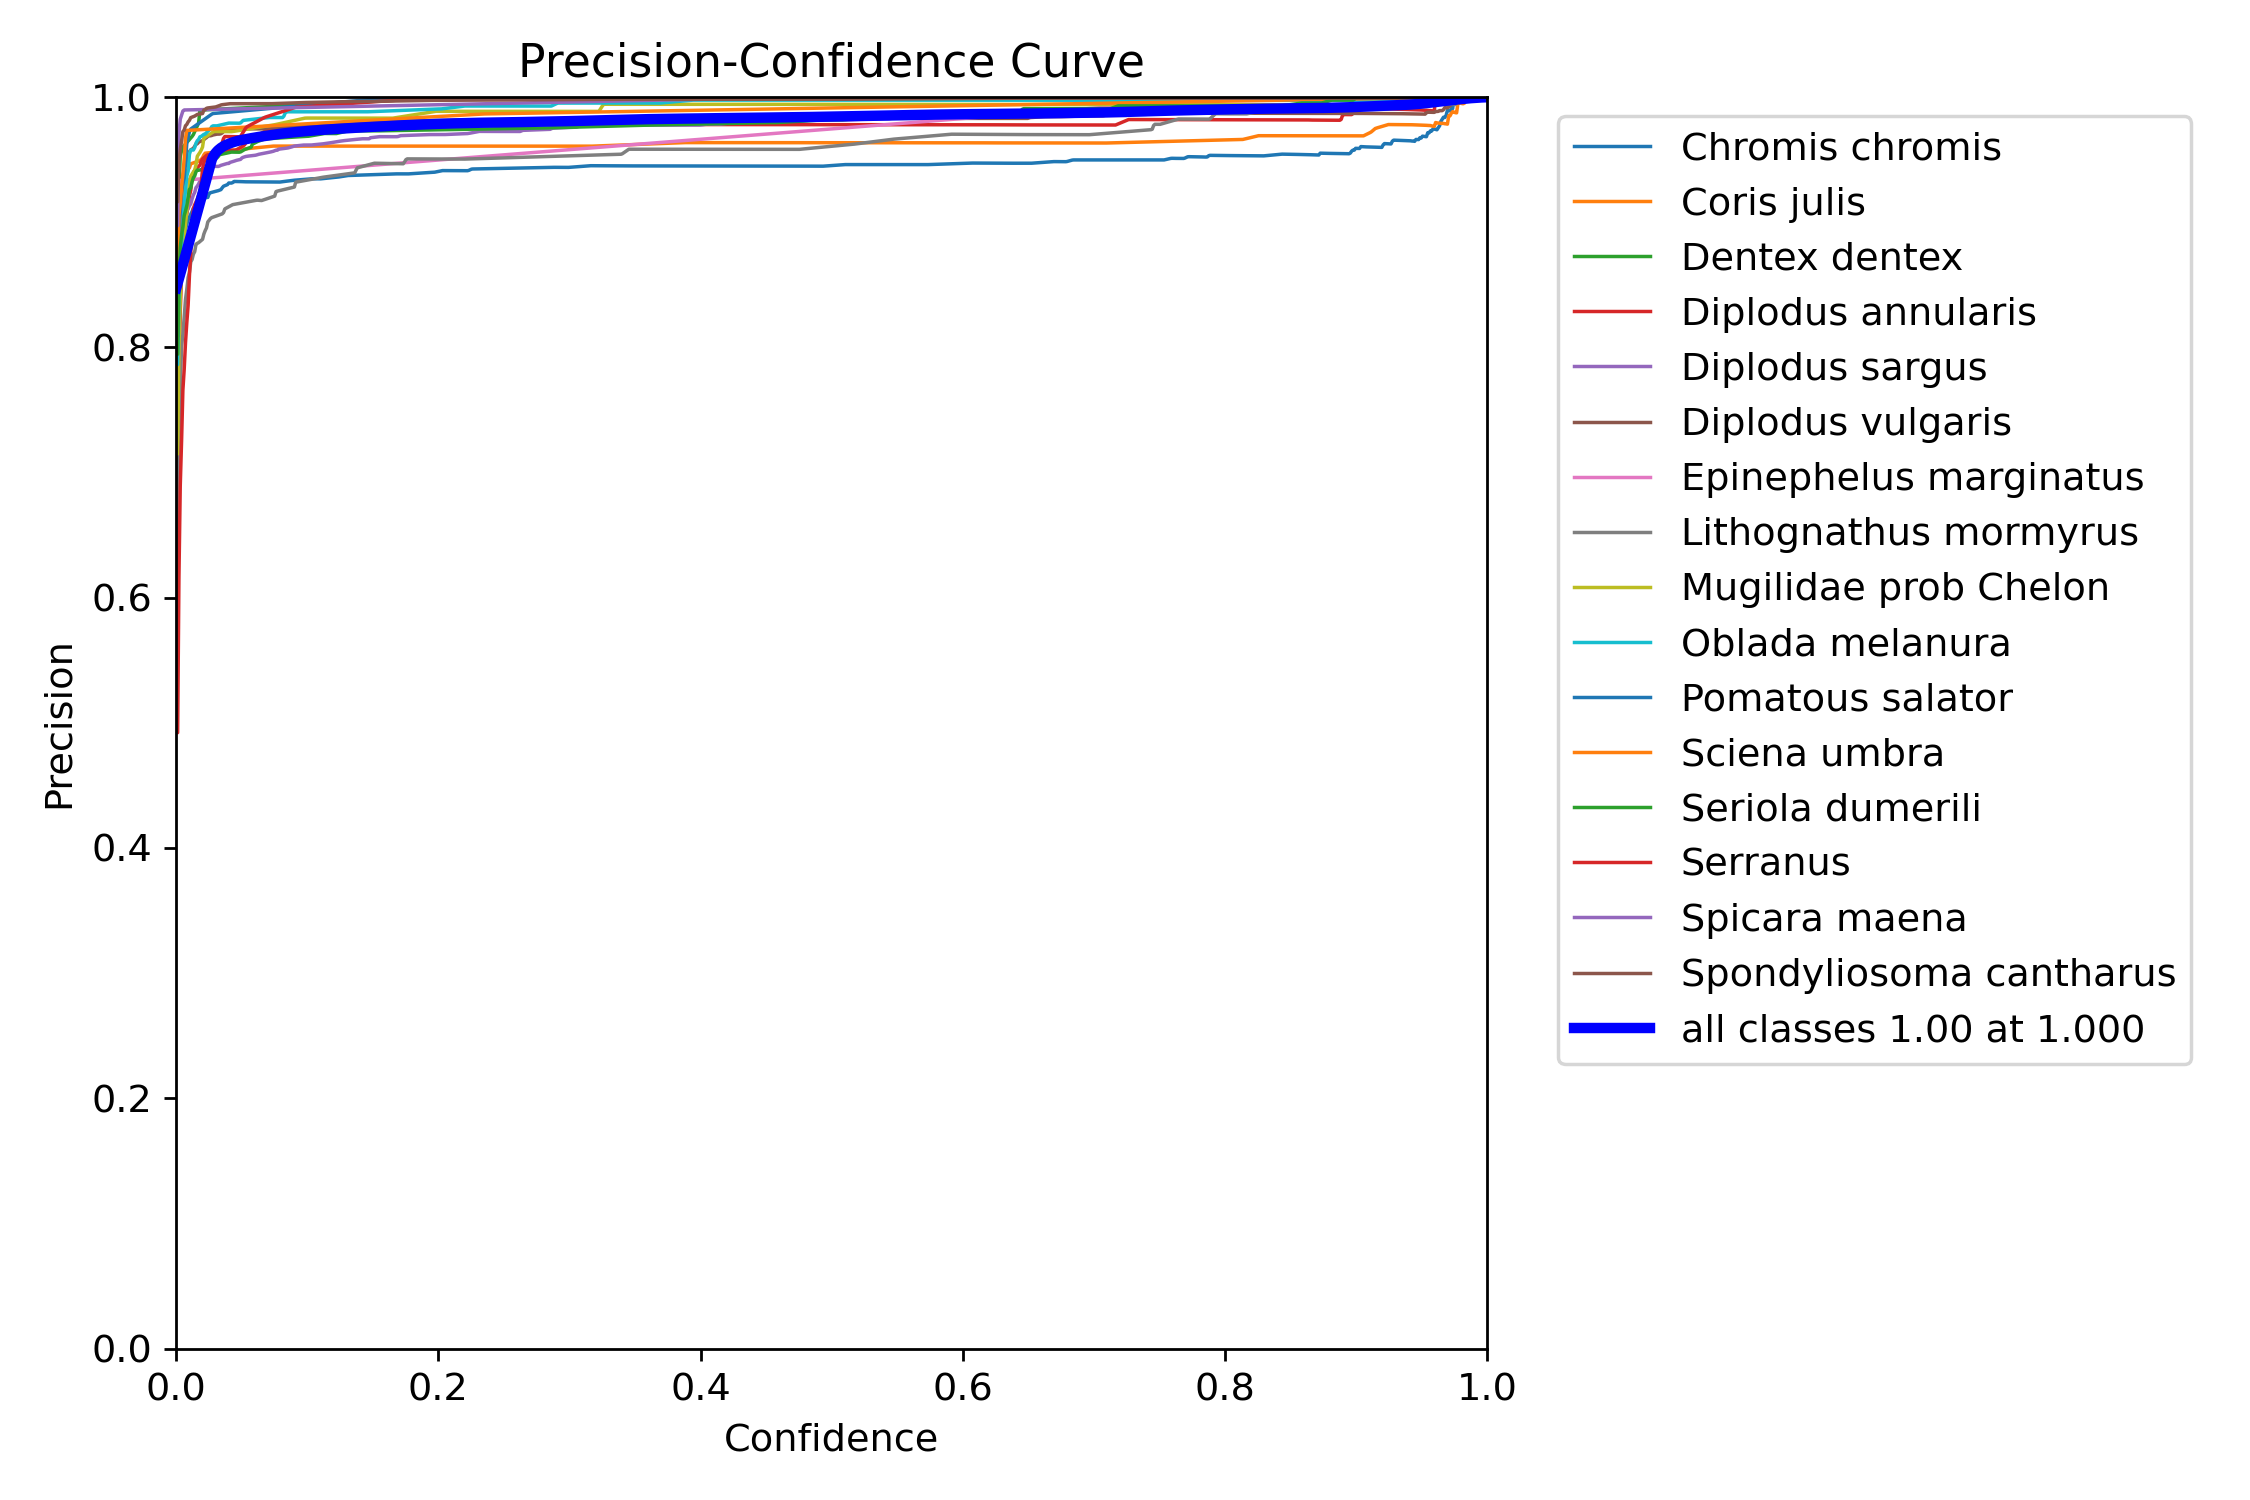 Precision-Confidence Curve
1.0
0.8
0.6
0.4
0.2
0.0
Precision
0.0 0.2 0.4 0.6 0.8 1.0
Confidence
Chromis chromis
Coris julis
Dentex dentex
Diplodus annularis
Diplodus sargus
Diplodus vulgaris
Epinephelus marginatus
Lithognathus mormyrus
Mugilidae prob Chelon
Oblada melanura
Pomatous salator
Sciena umbra
Seriola dumerili
Serranus
Spicara maena
Spondyliosoma cantharus
all classes 1.00 at 1.000